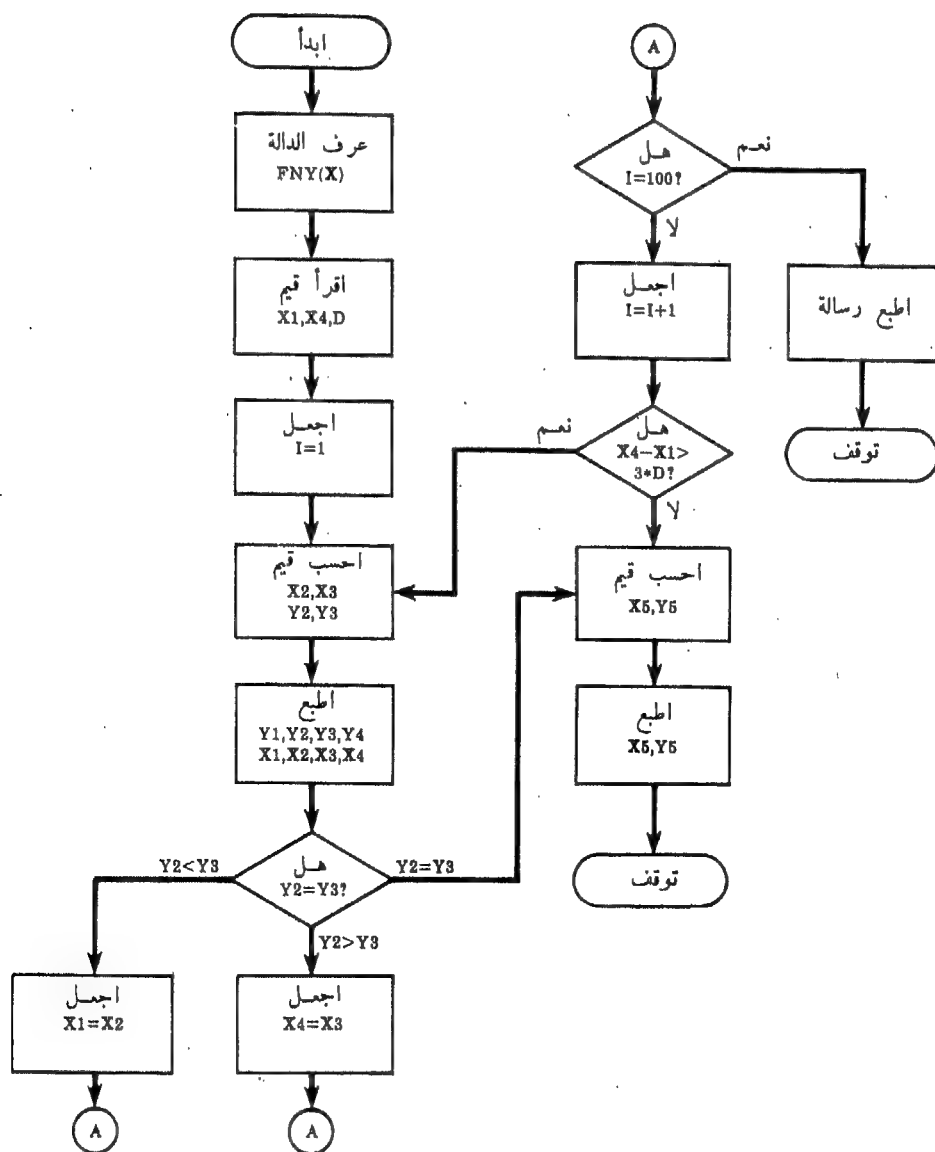 ابدأ
عرف الدالة
FNY(X)
اقرأ قيم
X1,X4,D
اجعل
I=1
احسب قيم
X2,X3
Y2,Y3
اطبع
Y1,Y2,Y3,Y4
X1,X2,X3,X4
هل
Y2=Y3?
Y2<Y3
Y2=Y3
Y2>Y3
اجعل
X1=X2
اجعل
X4=X3
A
A
A
هل
I=100?
نعم
لا
اجعل
I=I+1
اطبع رسالة
توقف
هل
X4-X1>
3*D?
نعم
لا
احسب قيم
X5,Y5
اطبع
X5,Y5
توقف